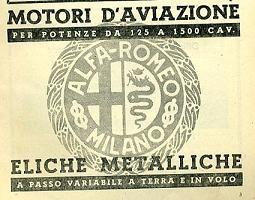 MOTORI D'AVIAZIONE
PER POTENZE DA 125 A 1500 CAV.
ALFA-ROMEO
MILANO
ELICHE METALLICHE
A PASSO VARIABILE A TERRA E IN VOLO